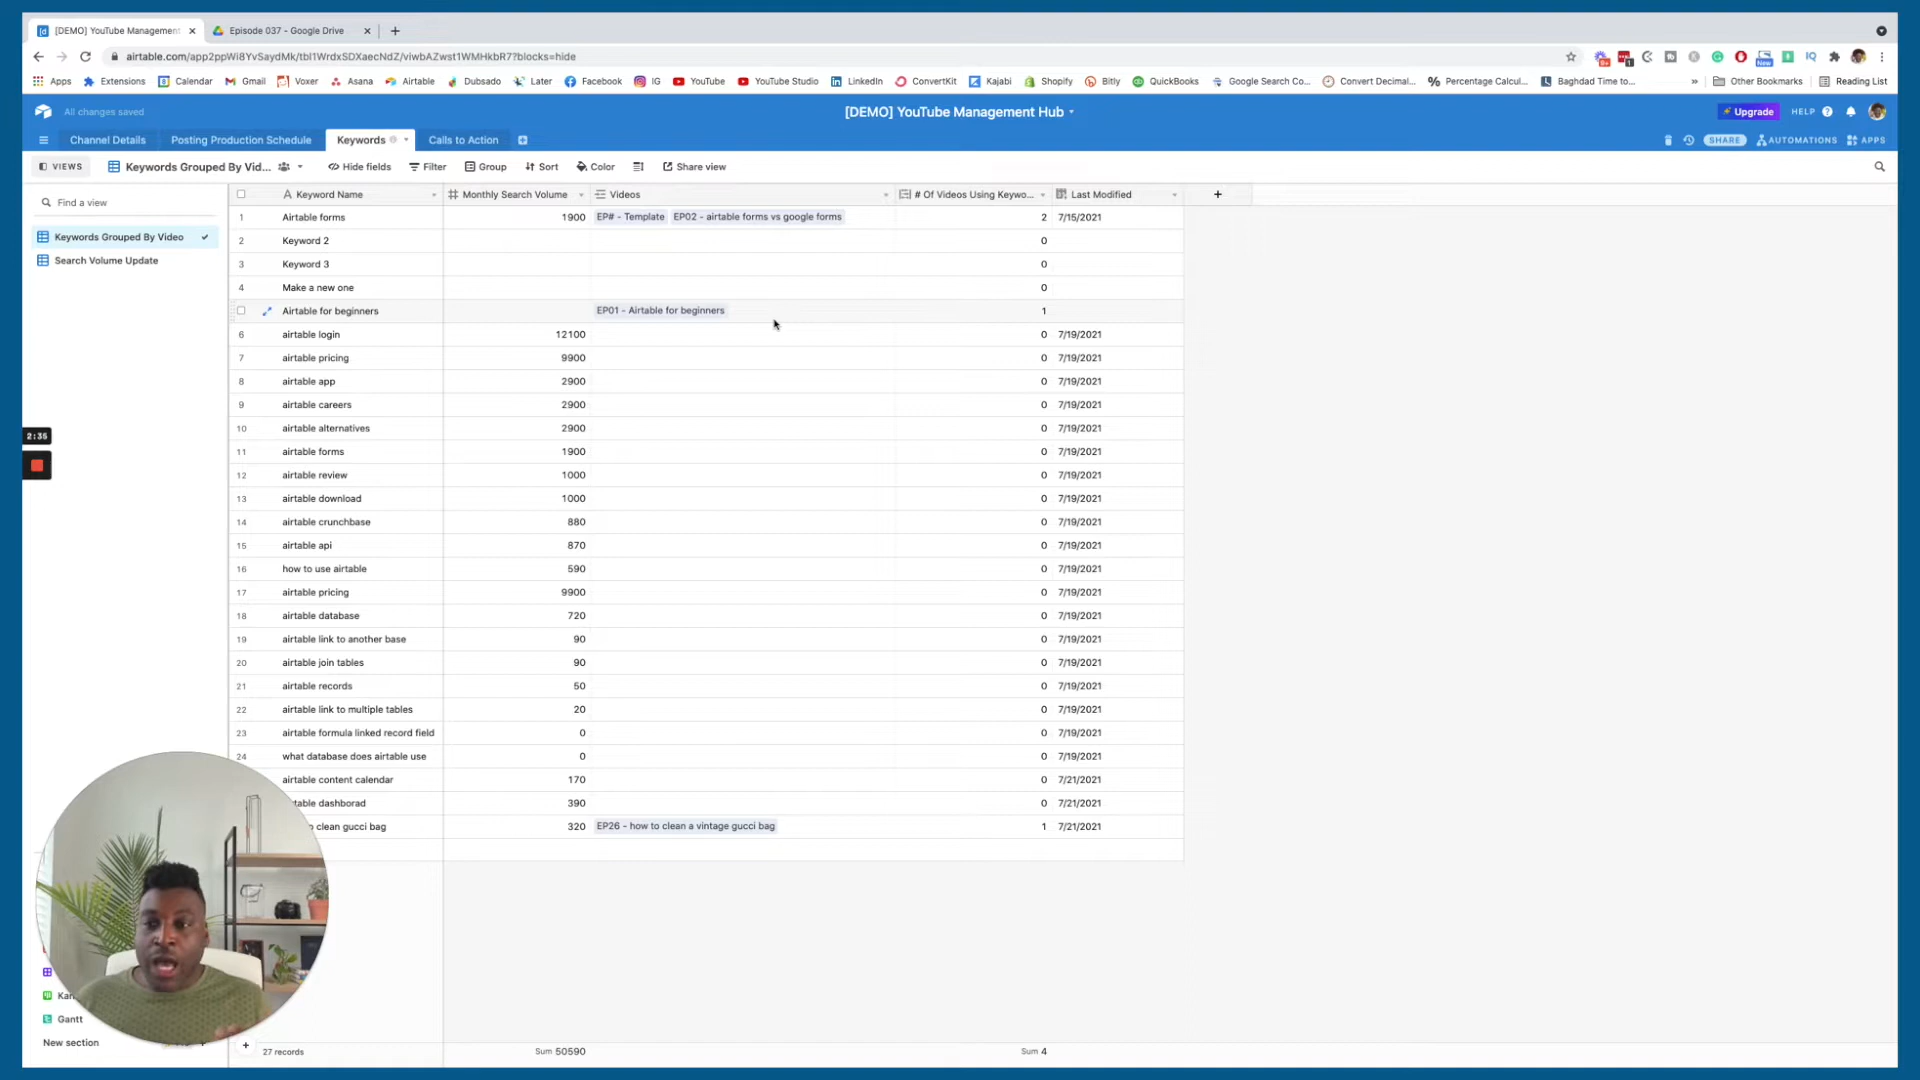 [DEMO] YouTube Management
Episode 037 - Google Drive
airtable.com/app2ppWi8YvSaydMk/tbl1WrdxSDXaecNdZ/viwbAZwst1WMHkbR7?blocks=hide
Apps Extensions Calendar Gmail Voxer Asana Airtable Dubsado Later Facebook IG YouTube YouTube Studio LinkedIn ConvertKit Kajabi Shopify Bitly QuickBooks Google Search Co... Convert Decimal... Percentage Calcul... Baghdad Time to... » Other Bookmarks Reading List
All changes saved [DEMO] YouTube Management Hub Upgrade HELP
Channel Details Posting Production Schedule Keywords Calls to Action SHARE AUTOMATIONS APPS
VIEWS Keywords Grouped By Vid... Hide fields Filter Group Sort Color Share view
Find a view
Keywords Grouped By Video
Search Volume Update
Keyword Name Monthly Search Volume Videos # Of Videos Using Keywo... Last Modified
1 Airtable forms 1900 EP# - Template EP02 - airtable forms vs google forms 2 7/15/2021
2 Keyword 2 0
3 Keyword 3 0
4 Make a new one 0
Airtable for beginners EP01 - Airtable for beginners 1
6 airtable login 12100 0 7/19/2021
7 airtable pricing 9900 0 7/19/2021
8 airtable app 2900 0 7/19/2021
9 airtable careers 2900 0 7/19/2021
10 airtable alternatives 2900 0 7/19/2021
11 airtable forms 1900 0 7/19/2021
12 airtable review 1000 0 7/19/2021
13 airtable download 1000 0 7/19/2021
14 airtable crunchbase 880 0 7/19/2021
15 airtable api 870 0 7/19/2021
16 how to use airtable 590 0 7/19/2021
17 airtable pricing 9900 0 7/19/2021
18 airtable database 720 0 7/19/2021
19 airtable link to another base 90 0 7/19/2021
20 airtable join tables 90 0 7/19/2021
21 airtable records 50 0 7/19/2021
22 airtable link to multiple tables 20 0 7/19/2021
23 airtable formula linked record field 0 0 7/19/2021
24 what database does airtable use 0 0 7/19/2021
airtable content calendar 170 0 7/21/2021
table dashborad 390 0 7/21/2021
o clean gucci bag 320 EP26 - how to clean a vintage gucci bag 1 7/21/2021
2:35
Kan
Gantt
New section
27 records Sum 50590 Sum 4